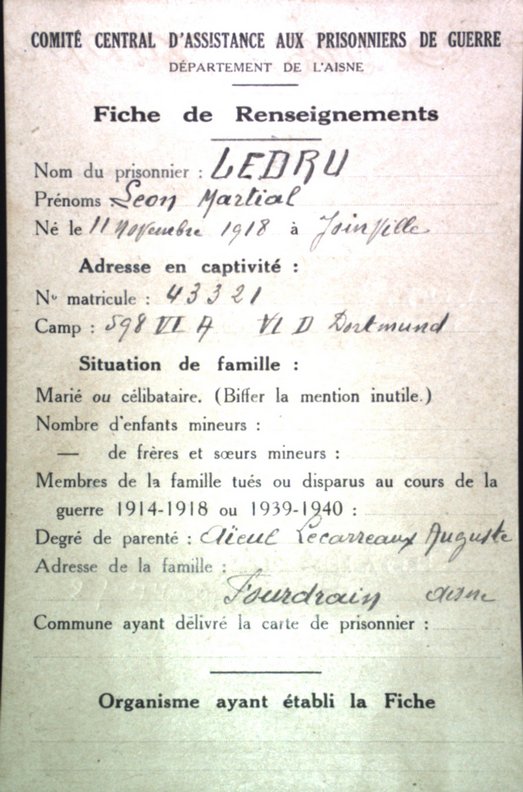 COMITÉ CENTRAL D'ASSISTANCE AUX PRISONNIERS DE GUERRE
DÉPARTEMENT DE L'AISNE
Fiche de Renseignements
Nom du prisonnier : LEDRU
Prénoms Leon Martial
Né le 11 novembre 1918 à Joinville
Adresse en captivité :
No matricule : 43321
Camp : 598 VI A VI D Dortmund
Situation de famille :
Marié ou célibataire. (Biffer la mention inutile.)
Nombre d'enfants mineurs :
— de frères et sœurs mineurs :
Membres de la famille tués ou disparus au cours de la
guerre 1914-1918 ou 1939-1940 :
Degré de parenté : Aïeul Lecarreaux Auguste
Adresse de la famille :
Fourdrain aisne
Commune ayant délivré la carte de prisonnier :
Organisme ayant établi la Fiche